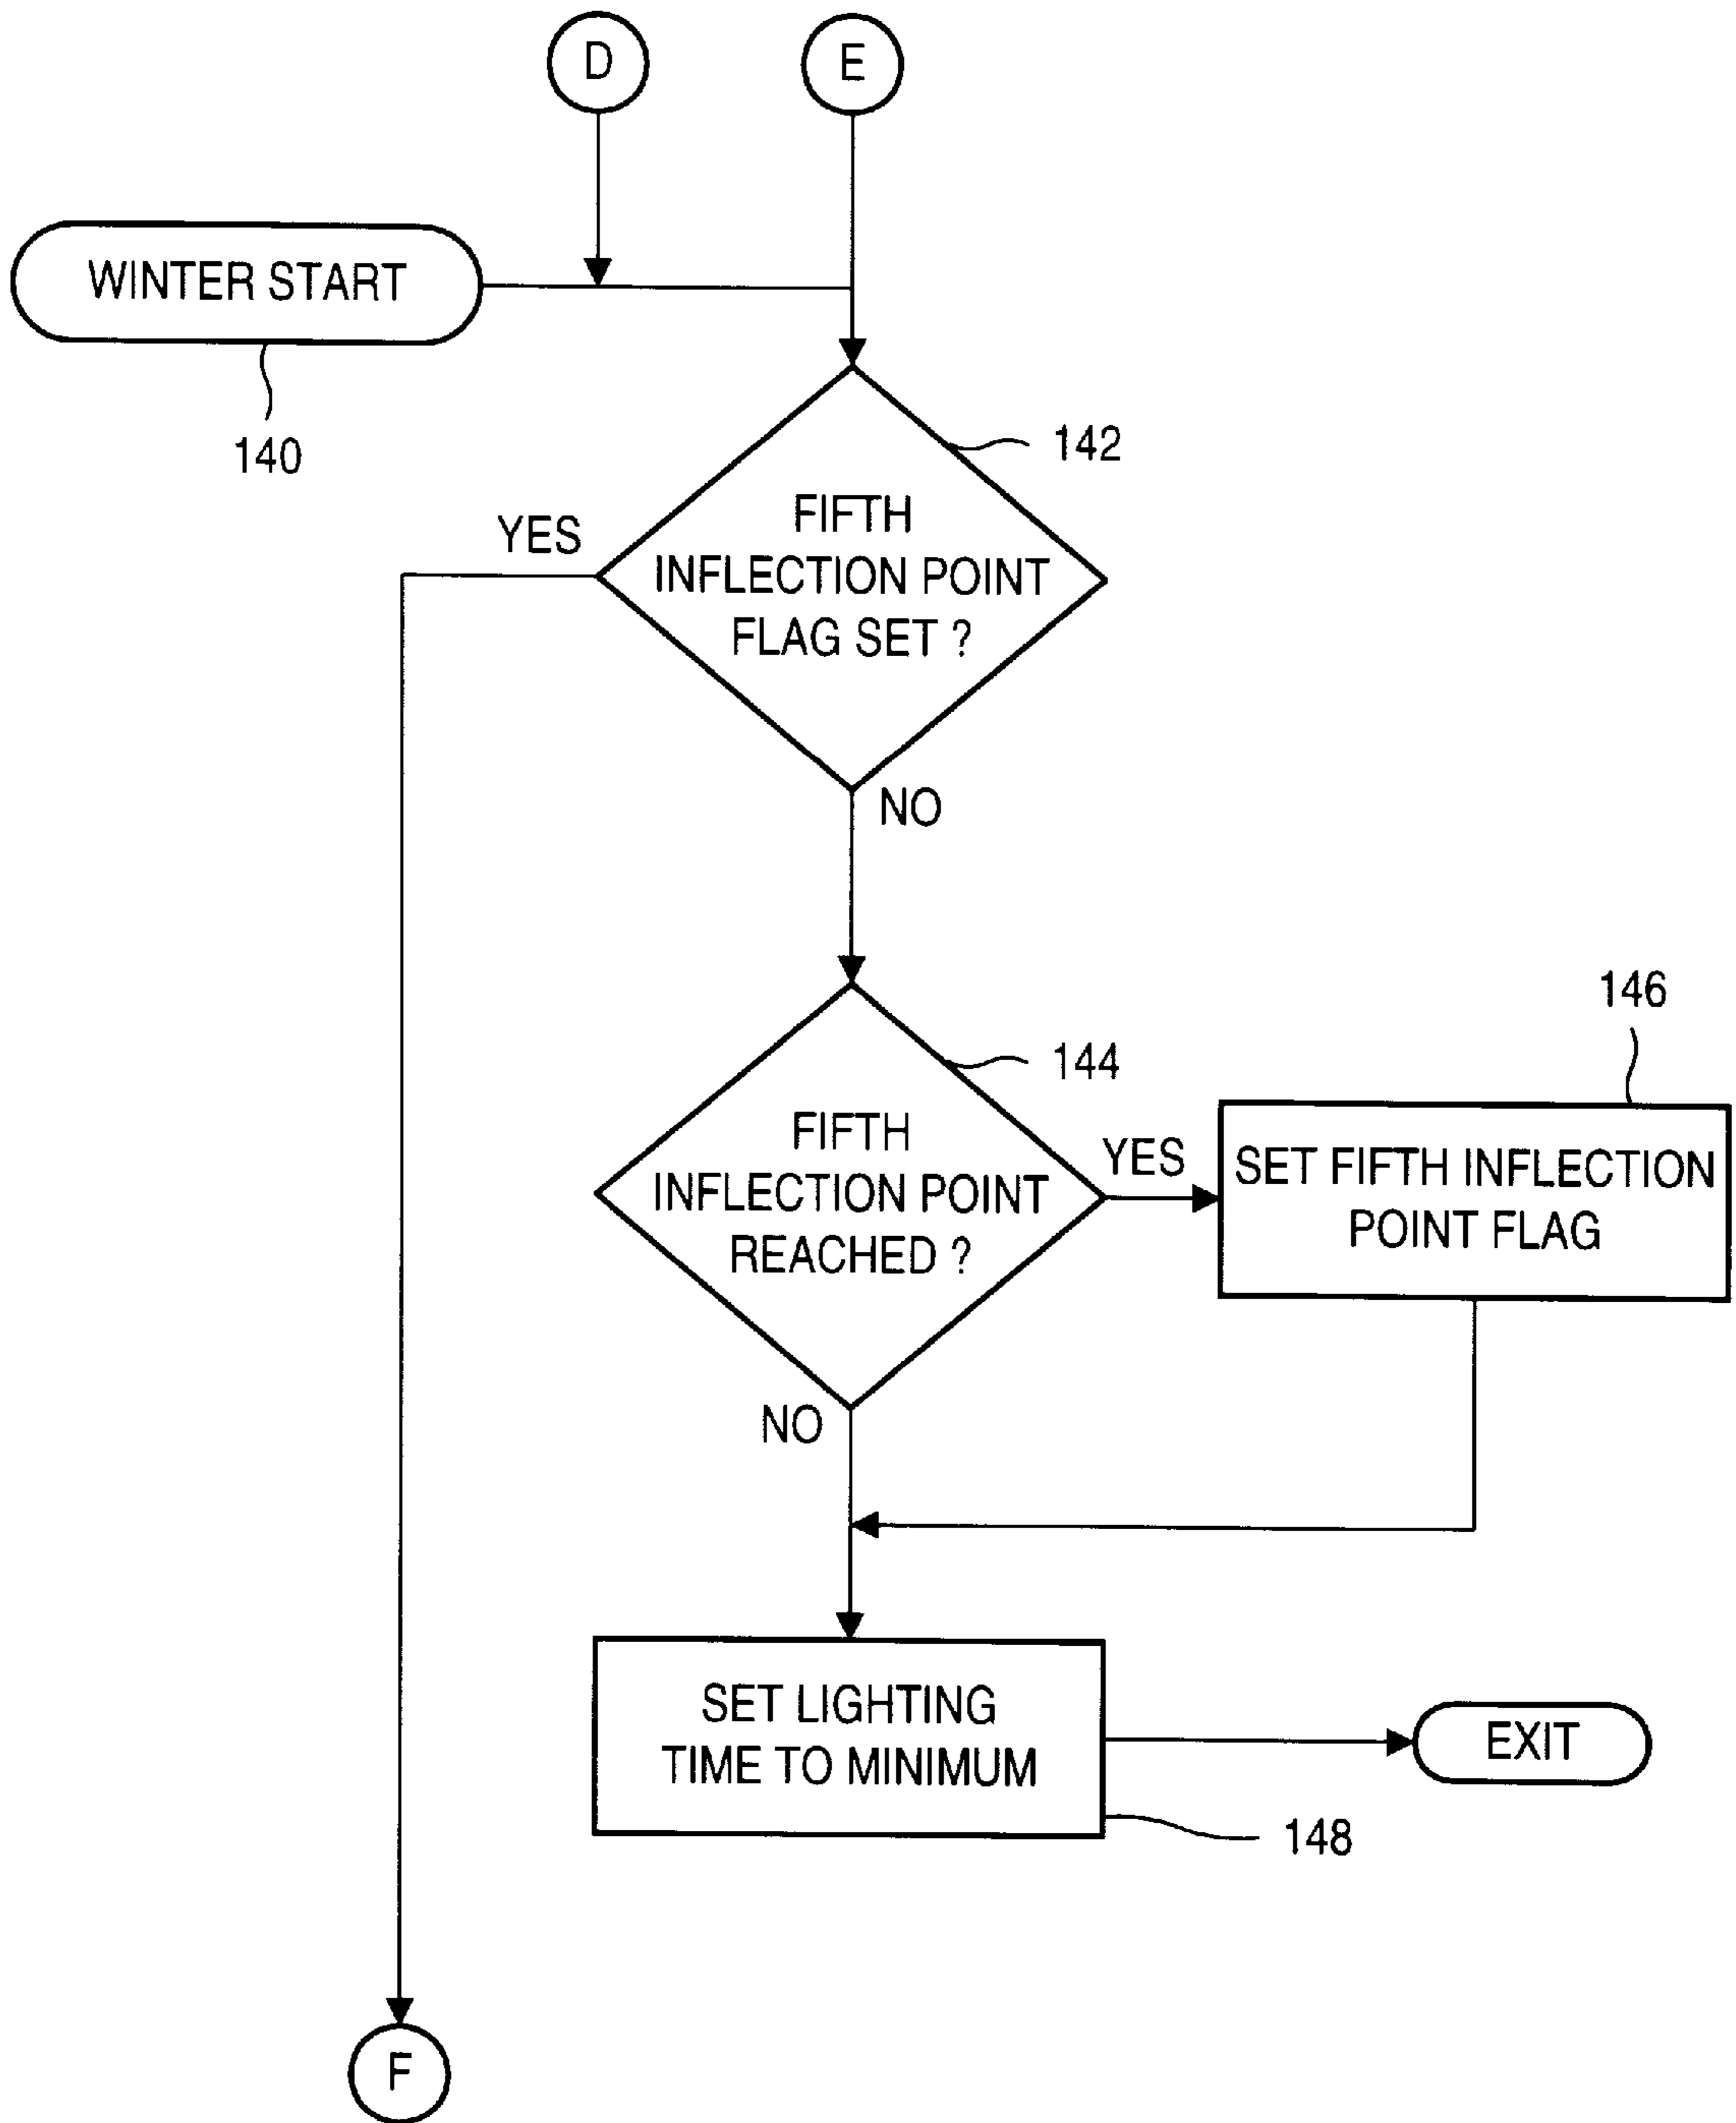 D
E
WINTER START
140
142
FIFTH
INFLECTION POINT
FLAG SET ?
YES
NO
144
146
FIFTH
INFLECTION POINT
REACHED ?
YES
SET FIFTH INFLECTION
POINT FLAG
NO
SET LIGHTING
TIME TO MINIMUM
EXIT
148
F